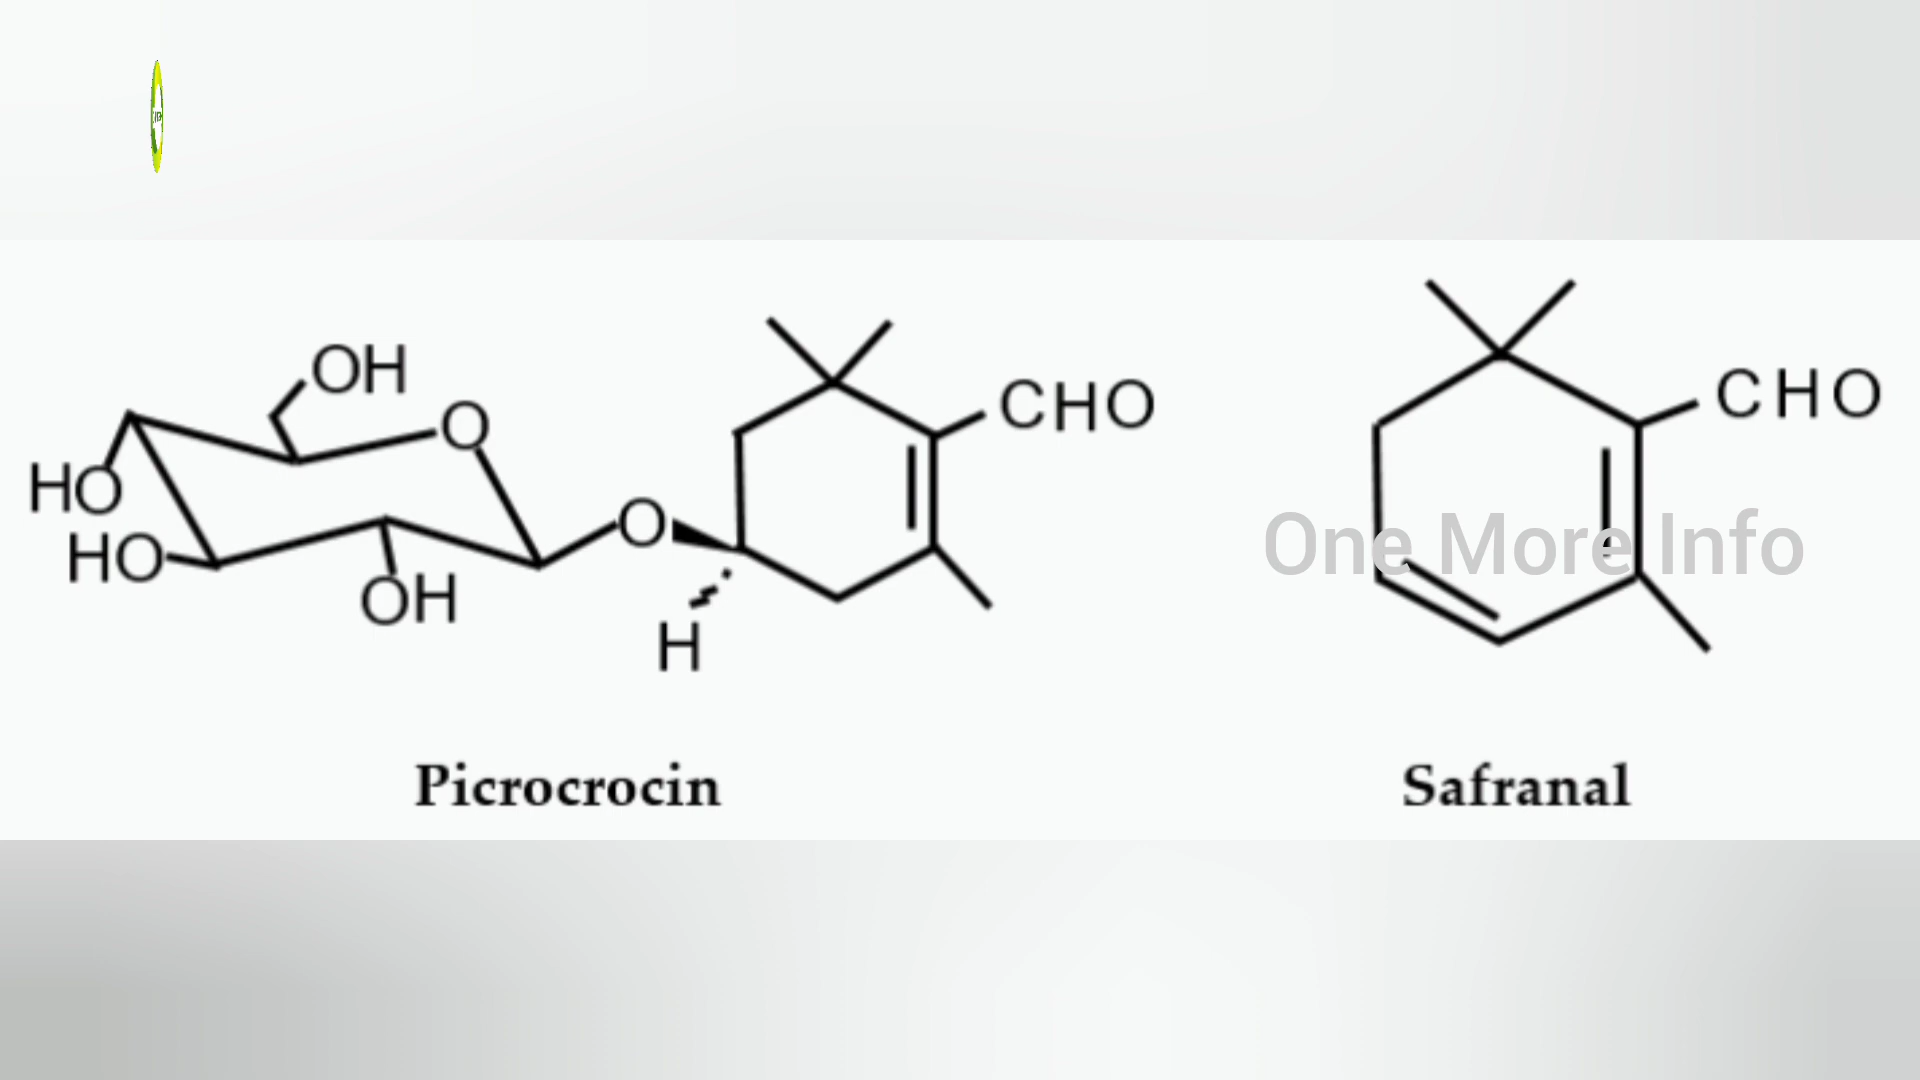 OH
O
CHO
HO
O
HO
OH
H
Picrocrocin
CHO
One More Info
Safranal